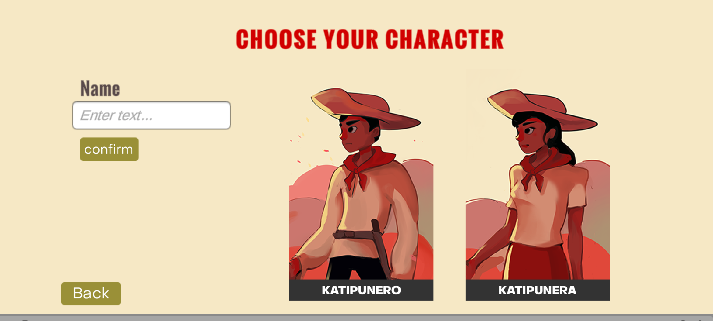 CHOOSE YOUR CHARACTER
Name
Enter text...
confirm
KATIPUNERO
KATIPUNERA
Back